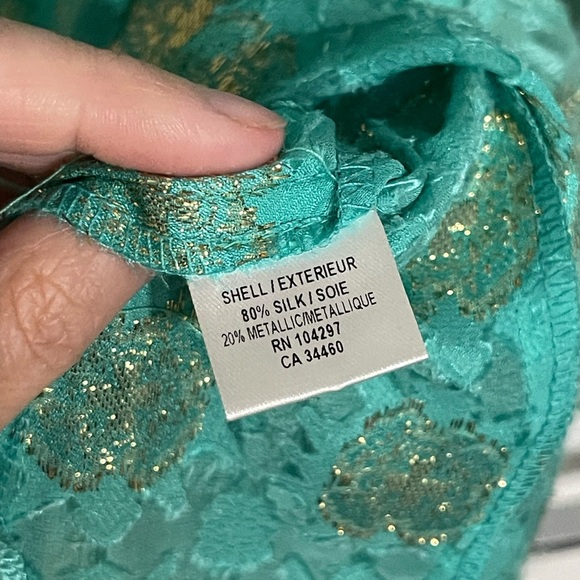 SHELL/EXTERIEUR
80% SILK/SOIE
20% METALLIC/METALLIQUE
RN 104297
CA 34460